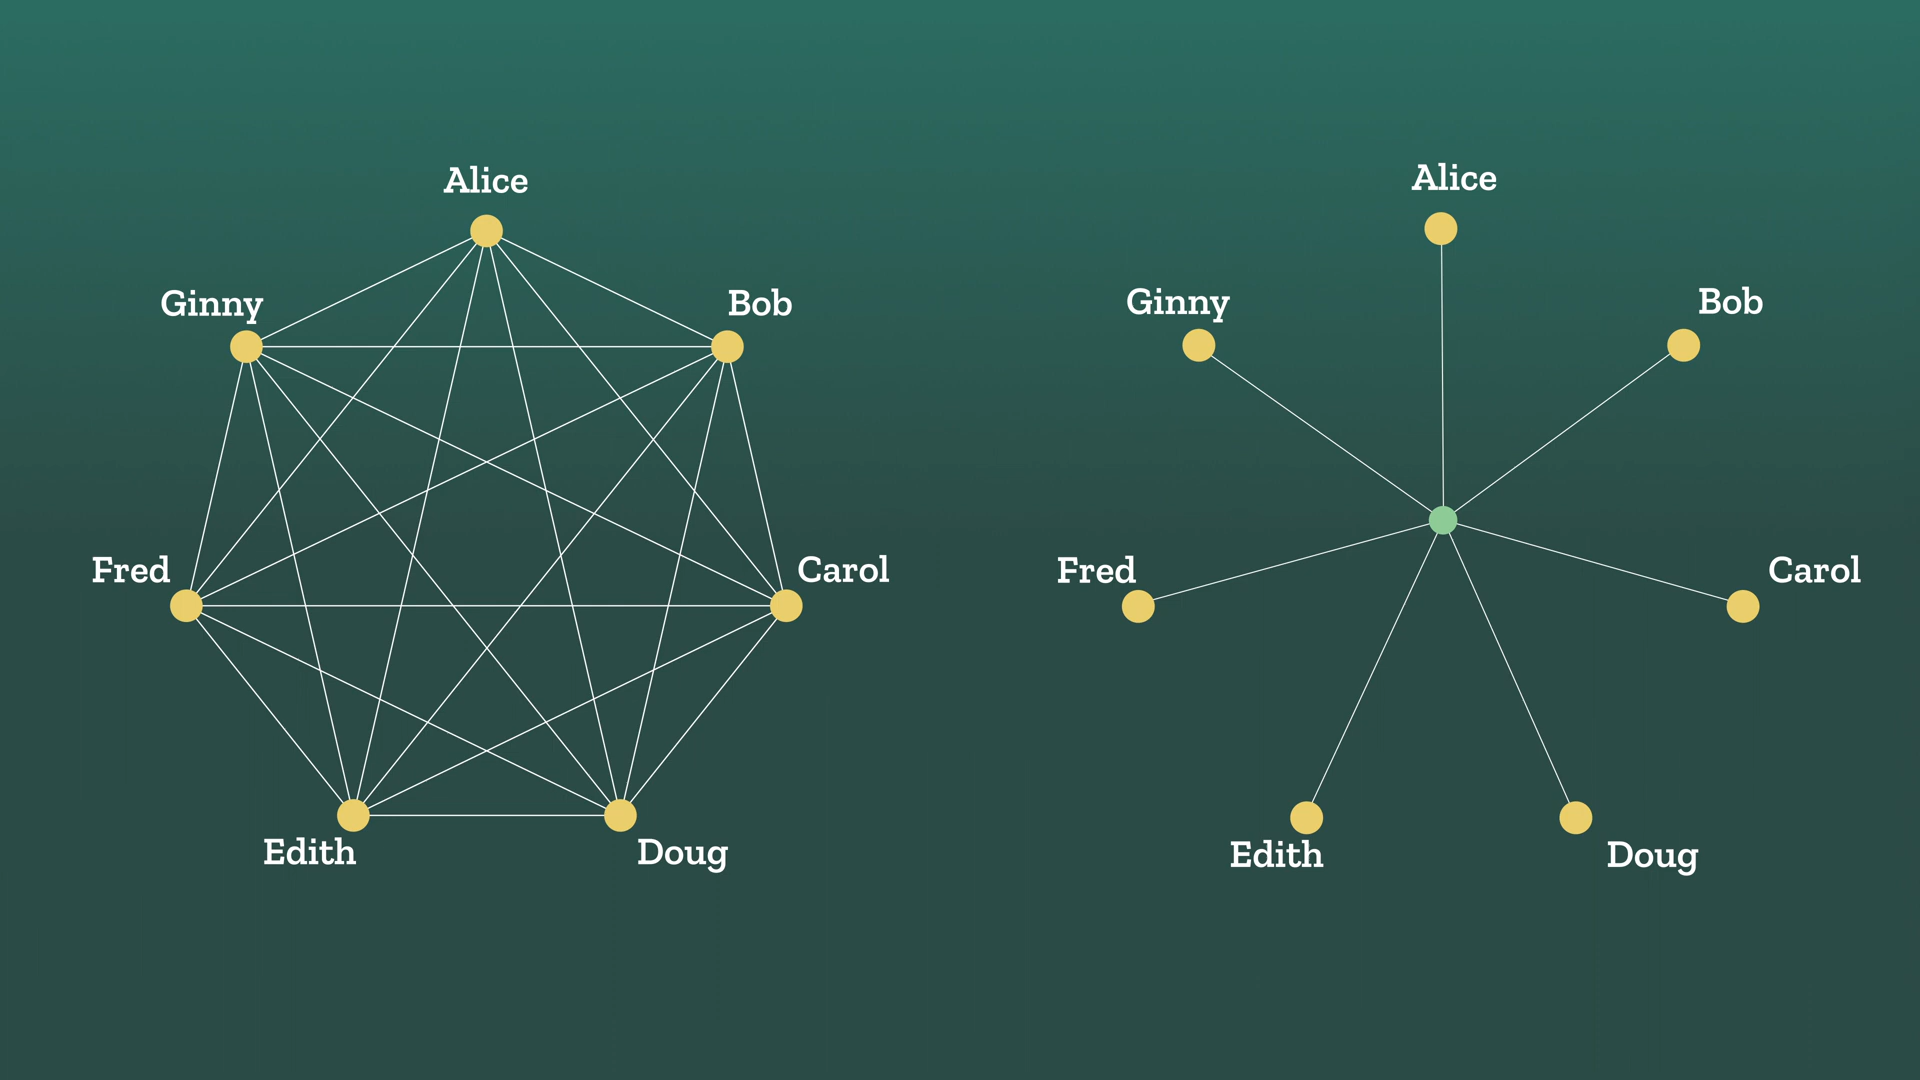 Alice
Ginny
Bob
Fred
Carol
Edith
Doug
Alice
Ginny
Bob
Fred
Carol
Edith
Doug